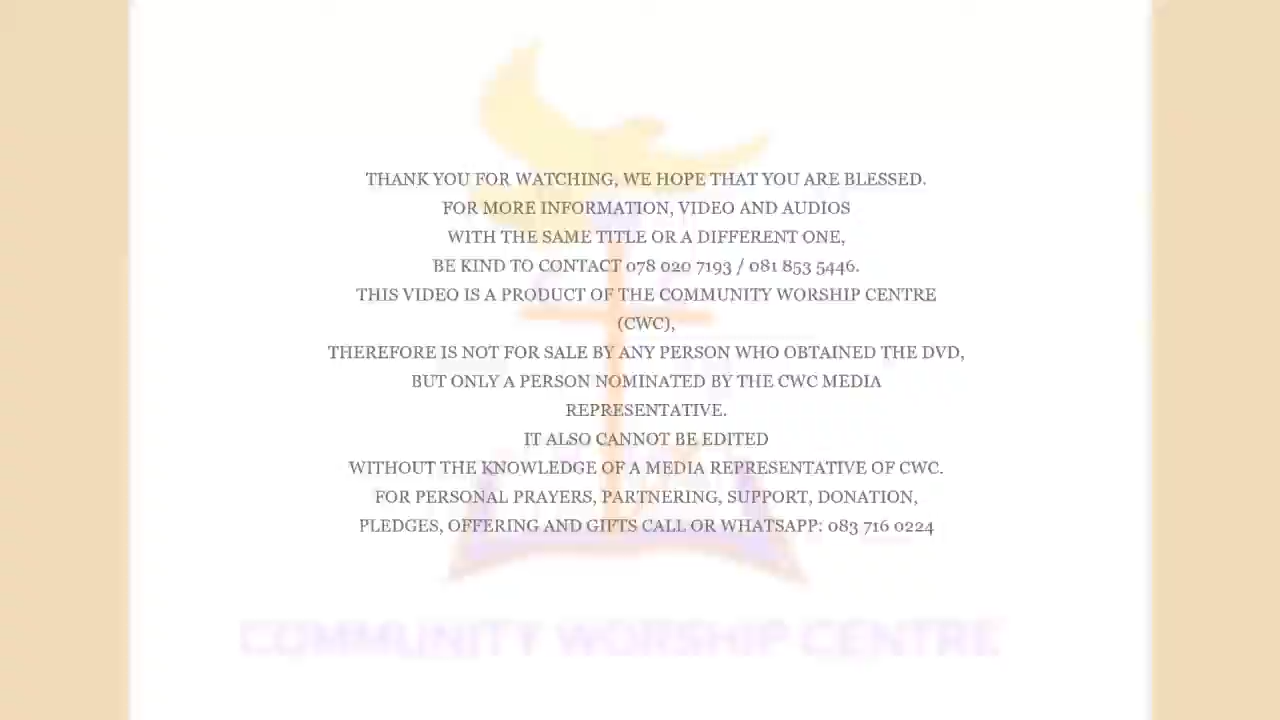 THANK YOU FOR WATCHING, WE HOPE THAT YOU ARE BLESSED.
FOR MORE INFORMATION, VIDEO AND AUDIOS
WITH THE SAME TITLE OR A DIFFERENT ONE,
BE KIND TO CONTACT 078 020 7193 / 081 853 5446.
THIS VIDEO IS A PRODUCT OF THE COMMUNITY WORSHIP CENTRE
(CWC),
THEREFORE IS NOT FOR SALE BY ANY PERSON WHO OBTAINED THE DVD,
BUT ONLY A PERSON NOMINATED BY THE CWC MEDIA
REPRESENTATIVE.
IT ALSO CANNOT BE EDITED
WITHOUT THE KNOWLEDGE OF A MEDIA REPRESENTATIVE OF CWC.
FOR PERSONAL PRAYERS, PARTNERING, SUPPORT, DONATION,
PLEDGES, OFFERING AND GIFTS CALL OR WHATSAPP: 083 716 0224
COMMUNITY WORSHIP CENTRE